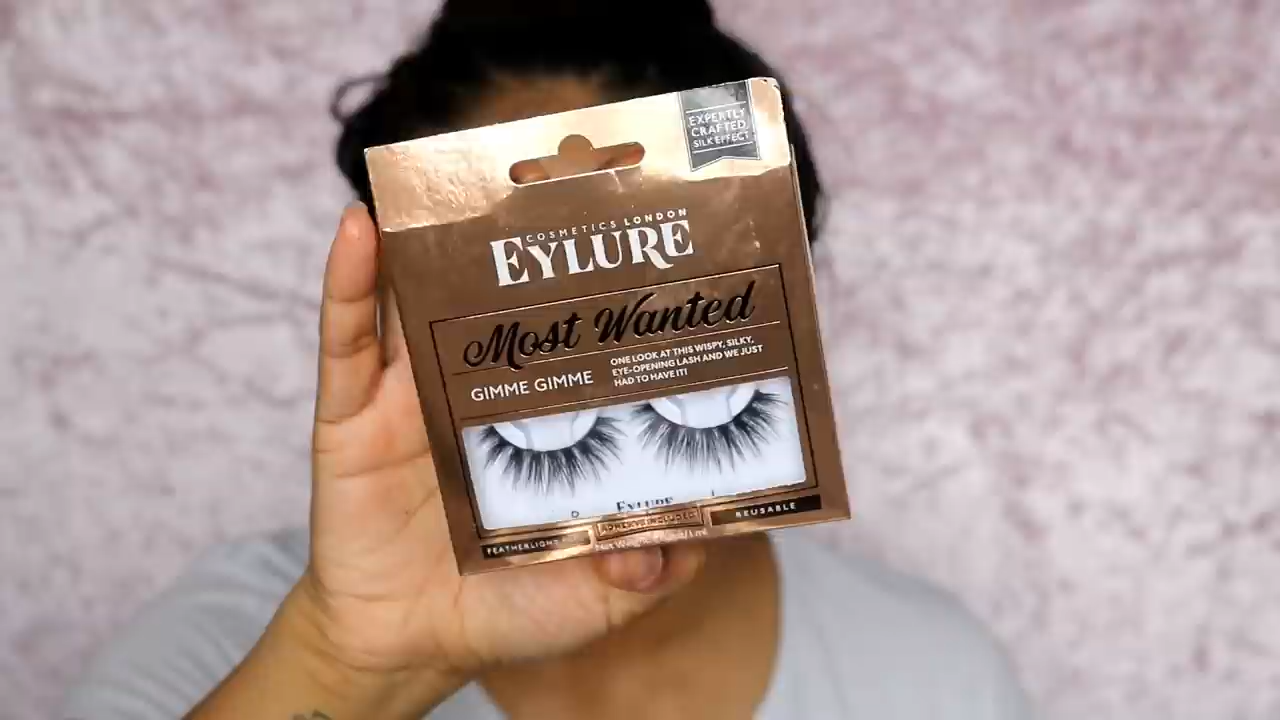 EXPERTLY
CRAFTED
SILK EFFECT
COSMETICS LONDON
EYLURE
Most Wanted
GIMME GIMME
ONE LOOK AT THIS WISPY, SILKY,
EYE-OPENING LASH AND WE JUST
HAD TO HAVE IT!
EYLURE
FEATHERLIGHT
ADHESIVE INCLUDED
REUSABLE